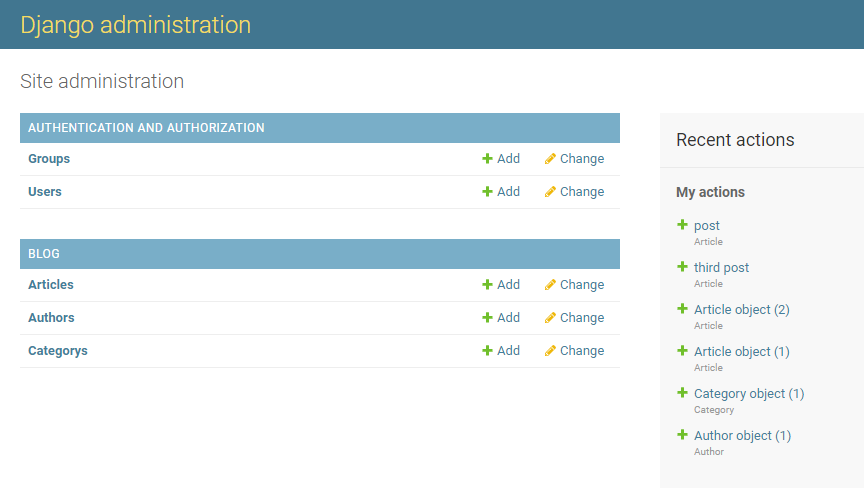 Django administration
Site administration
AUTHENTICATION AND AUTHORIZATION
Groups Add Change
Users Add Change
BLOG
Articles Add Change
Authors Add Change
Categorys Add Change
Recent actions
My actions
post
Article
third post
Article
Article object (2)
Article
Article object (1)
Article
Category object (1)
Category
Author object (1)
Author